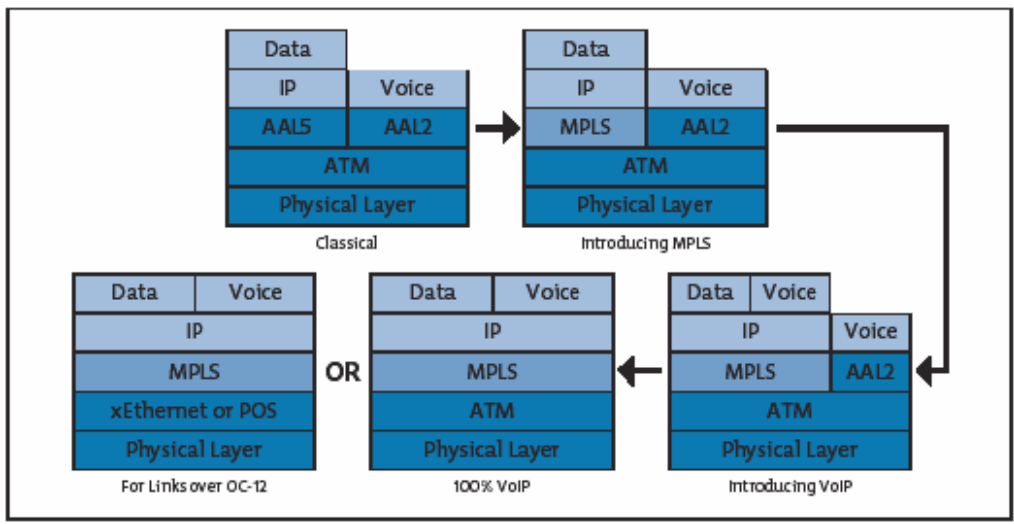 Data
IP Voice
AAL5 AAL2
ATM
Physical Layer
Classical
Data
IP Voice
MPLS AAL2
ATM
Physical Layer
Introducing MPLS
Data Voice
IP
MPLS
xEthernet or POS
Physical Layer
For Links over OC-12
OR
Data Voice
IP
MPLS
ATM
Physical Layer
100% VoIP
Data Voice
IP Voice
MPLS AAL2
ATM
Physical Layer
Introducing VoIP